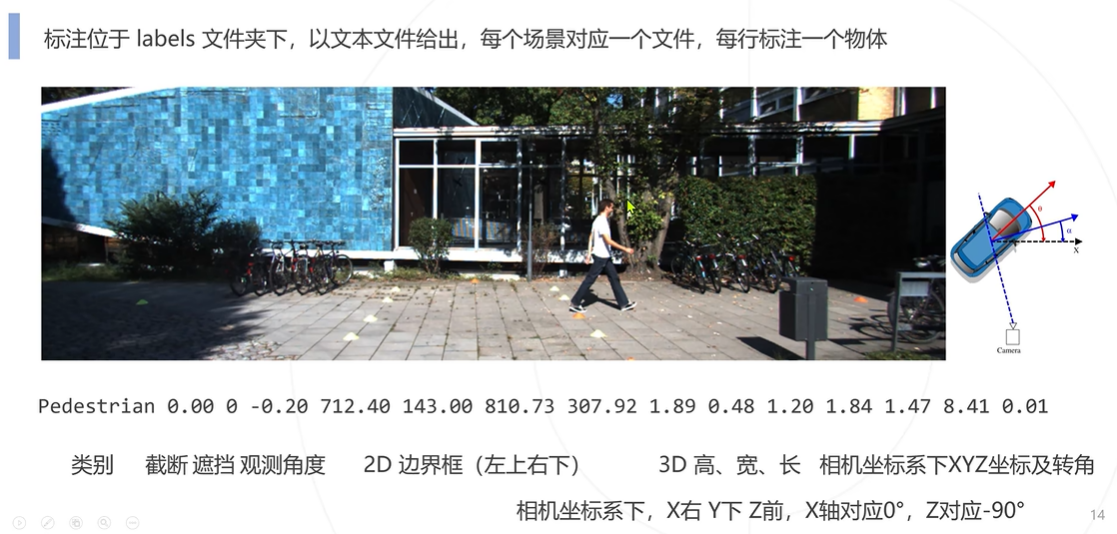 标注位于 labels 文件夹下，以文本文件给出，每个场景对应一个文件，每行标注一个物体
θ
α
X
Camera
Pedestrian 0.00 0 -0.20 712.40 143.00 810.73 307.92 1.89 0.48 1.20 1.84 1.47 8.41 0.01
类别 截断 遮挡 观测角度 2D 边界框（左上右下） 3D 高、宽、长 相机坐标系下XYZ坐标及转角
相机坐标系下，X右 Y下 Z前，X轴对应0°，Z对应-90°
14